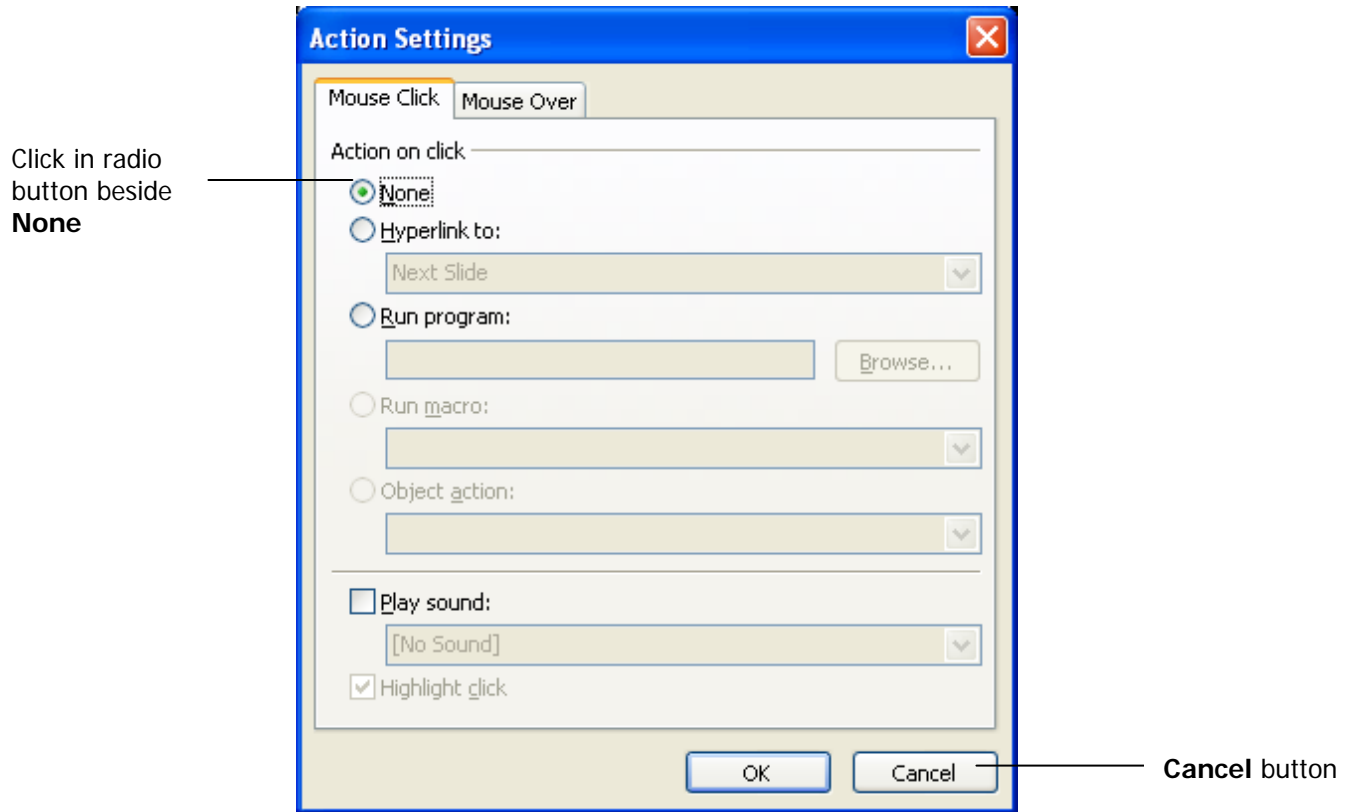 Action Settings
Mouse Click Mouse Over
Action on click
Click in radio
button beside
None
None
Hyperlink to:
Next Slide
Run program:
Browse...
Run macro:
Object action:
Play sound:
[No Sound]
Highlight click
OK Cancel
Cancel button